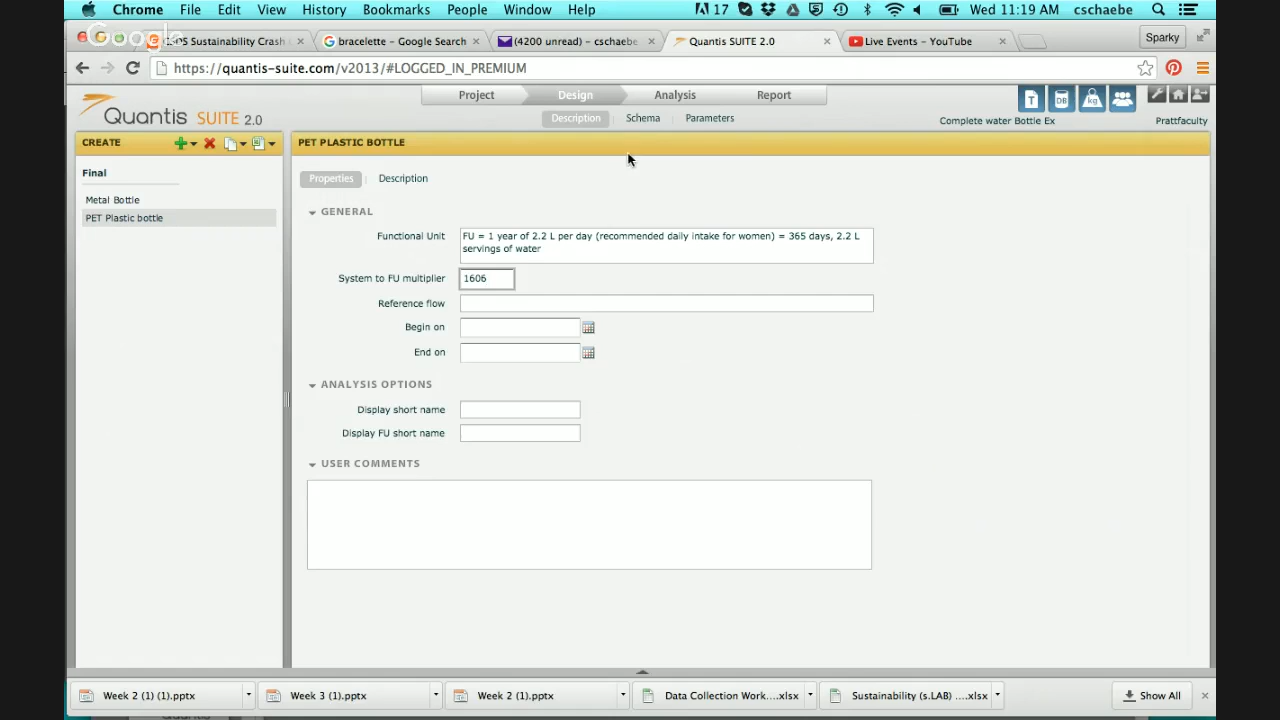 Chrome File Edit View History Bookmarks People Window Help 17 Wed 11:19 AM cschaebe
Google
Sustainability Crash bracelette – Google Search (4200 unread) – cschaebe Quantis SUITE 2.0 Live Events – YouTube Sparky
https://quantis-suite.com/v2013/#LOGGED_IN_PREMIUM
Quantis SUITE 2.0
Project Design Analysis Report
T DB kg
Description Schema Parameters
Complete water Bottle Ex Prattfaculty
CREATE
PET PLASTIC BOTTLE
Final
Metal Bottle
PET Plastic bottle
Properties Description
GENERAL
Functional Unit FU = 1 year of 2.2 L per day (recommended daily intake for women) = 365 days, 2.2 L
servings of water
System to FU multiplier 1606
Reference flow
Begin on
End on
ANALYSIS OPTIONS
Display short name
Display FU short name
USER COMMENTS
Week 2 (1) (1).pptx Week 3 (1).pptx Week 2 (1).pptx Data Collection Work....xlsx Sustainability (s.LAB) ....xlsx Show All